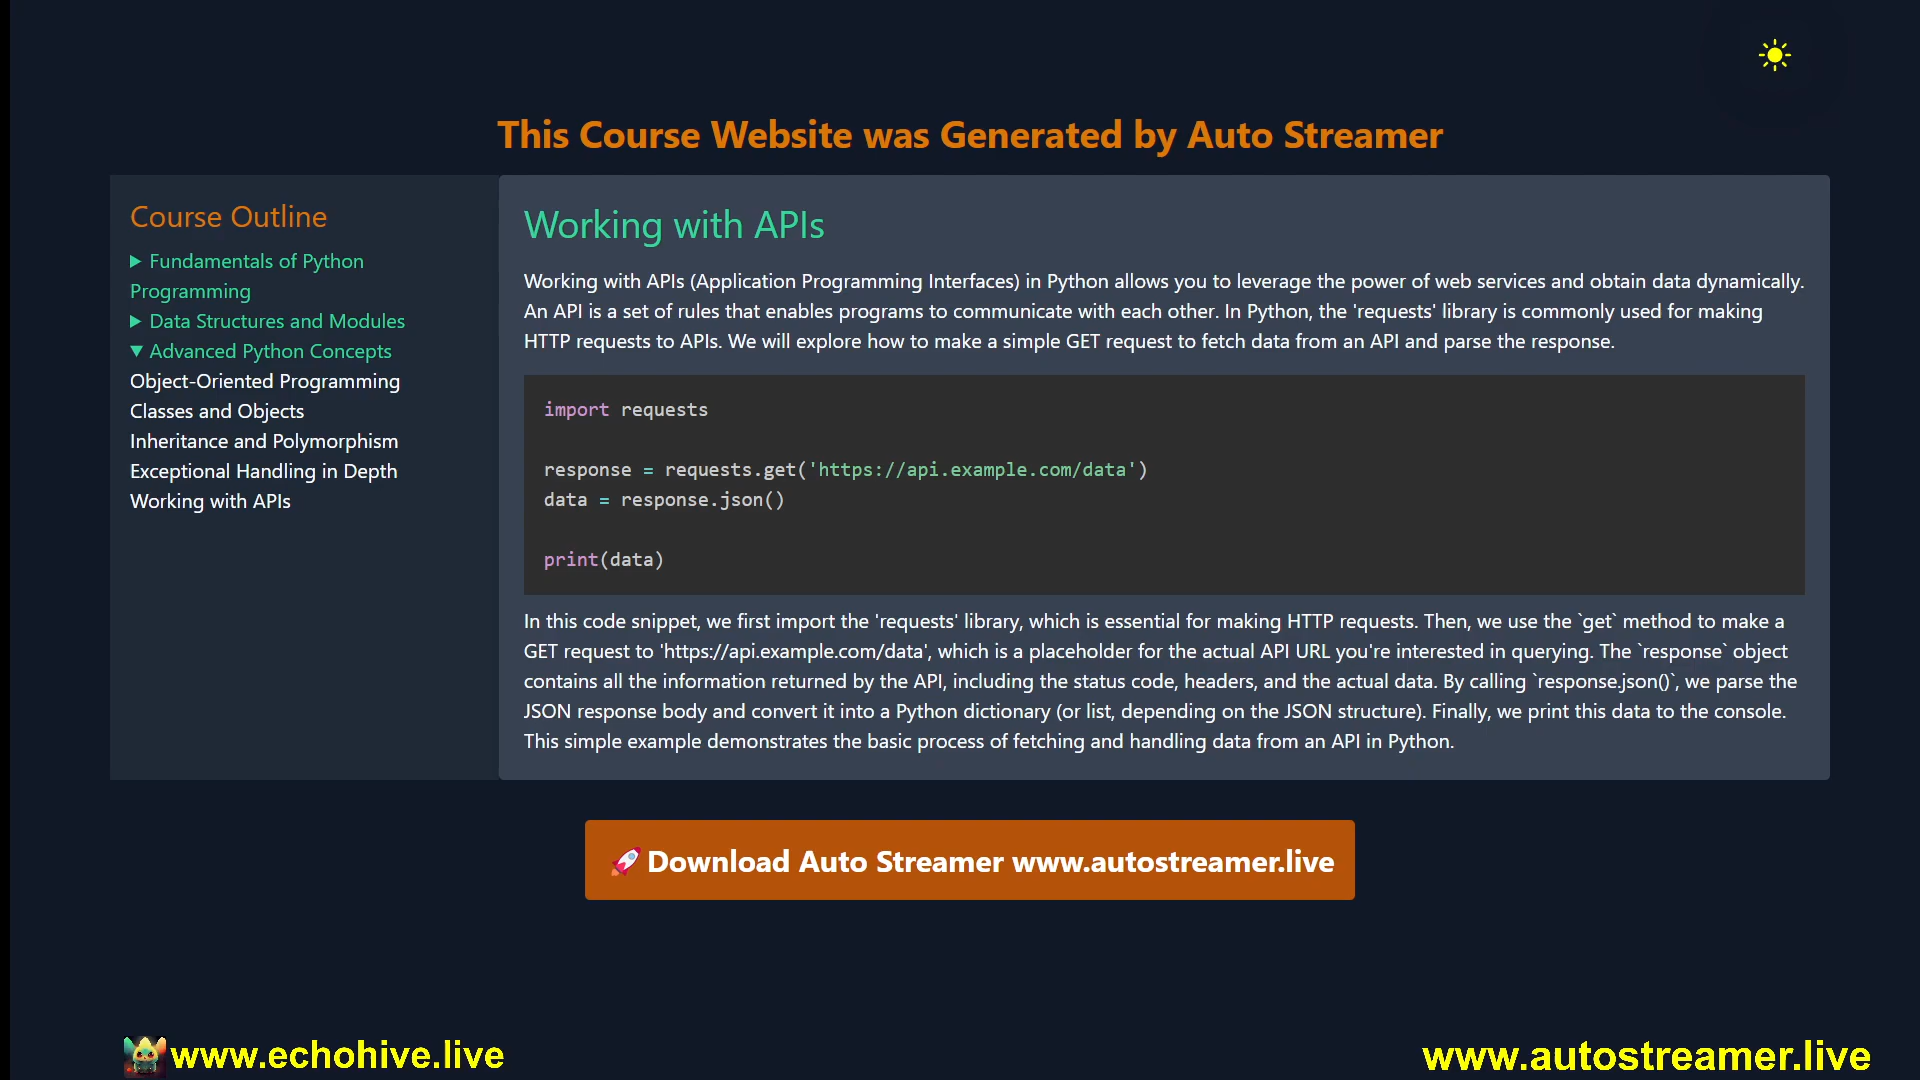 This Course Website was Generated by Auto Streamer
Course Outline
▶ Fundamentals of Python
Programming
▶ Data Structures and Modules
▼ Advanced Python Concepts
Object-Oriented Programming
Classes and Objects
Inheritance and Polymorphism
Exceptional Handling in Depth
Working with APIs
Working with APIs
Working with APIs (Application Programming Interfaces) in Python allows you to leverage the power of web services and obtain data dynamically.
An API is a set of rules that enables programs to communicate with each other. In Python, the 'requests' library is commonly used for making
HTTP requests to APIs. We will explore how to make a simple GET request to fetch data from an API and parse the response.
import requests
response = requests.get('https://api.example.com/data')
data = response.json()
print(data)
In this code snippet, we first import the 'requests' library, which is essential for making HTTP requests. Then, we use the `get` method to make a
GET request to 'https://api.example.com/data', which is a placeholder for the actual API URL you're interested in querying. The `response` object
contains all the information returned by the API, including the status code, headers, and the actual data. By calling `response.json()`, we parse the
JSON response body and convert it into a Python dictionary (or list, depending on the JSON structure). Finally, we print this data to the console.
This simple example demonstrates the basic process of fetching and handling data from an API in Python.
🚀 Download Auto Streamer www.autostreamer.live
www.echohive.live
www.autostreamer.live